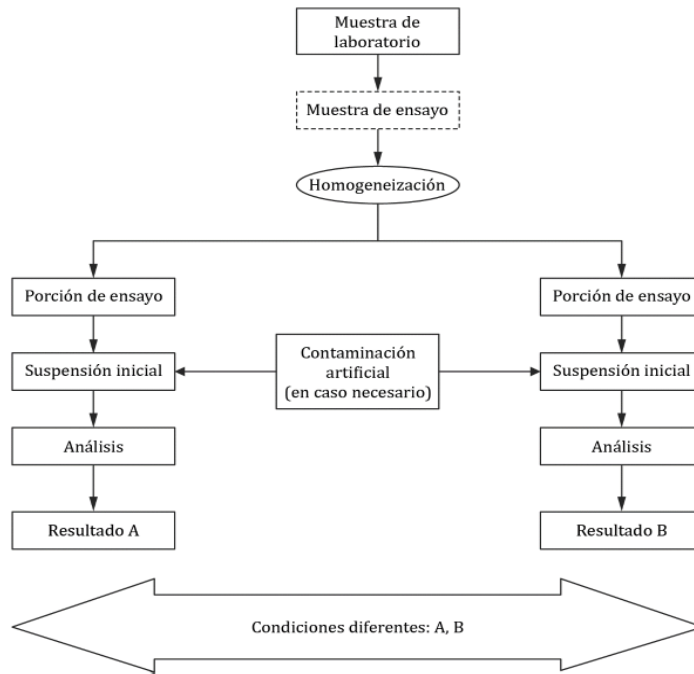 Muestra de
laboratorio
Muestra de ensayo
Homogeneización
Porción de ensayo
Porción de ensayo
Contaminación
artificial
(en caso necesario)
Suspensión inicial
Suspensión inicial
Análisis
Análisis
Resultado A
Resultado B
Condiciones diferentes: A, B